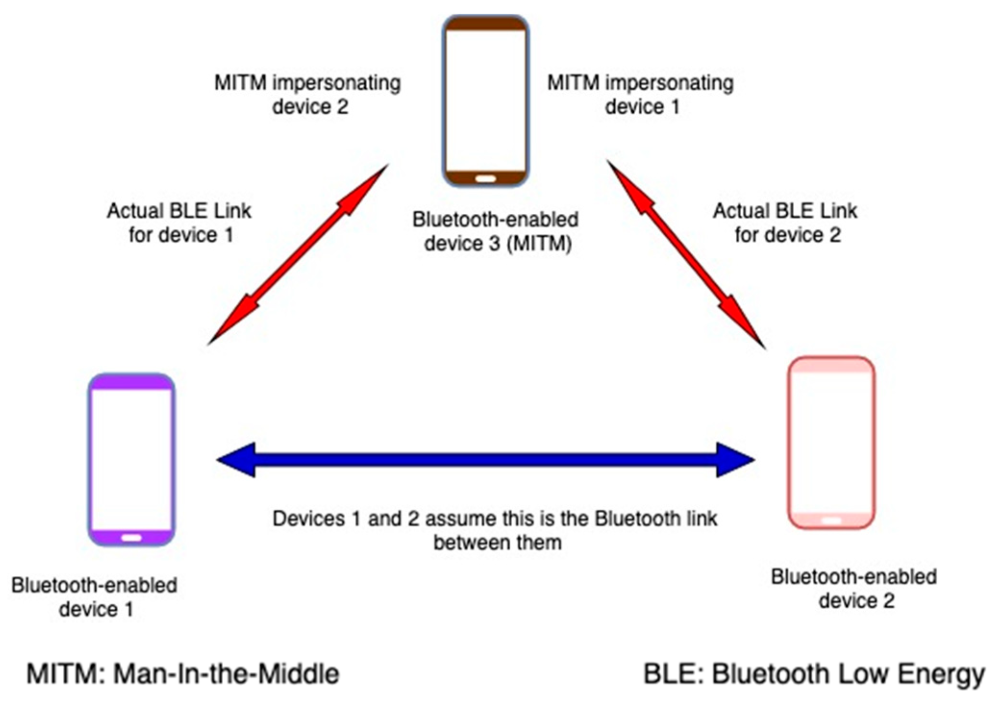 MITM impersonating
device 2
MITM impersonating
device 1
Actual BLE Link
for device 1
Bluetooth-enabled
device 3 (MITM)
Actual BLE Link
for device 2
Devices 1 and 2 assume this is the Bluetooth link
between them
Bluetooth-enabled
device 1
Bluetooth-enabled
device 2
MITM: Man-In-the-Middle
BLE: Bluetooth Low Energy